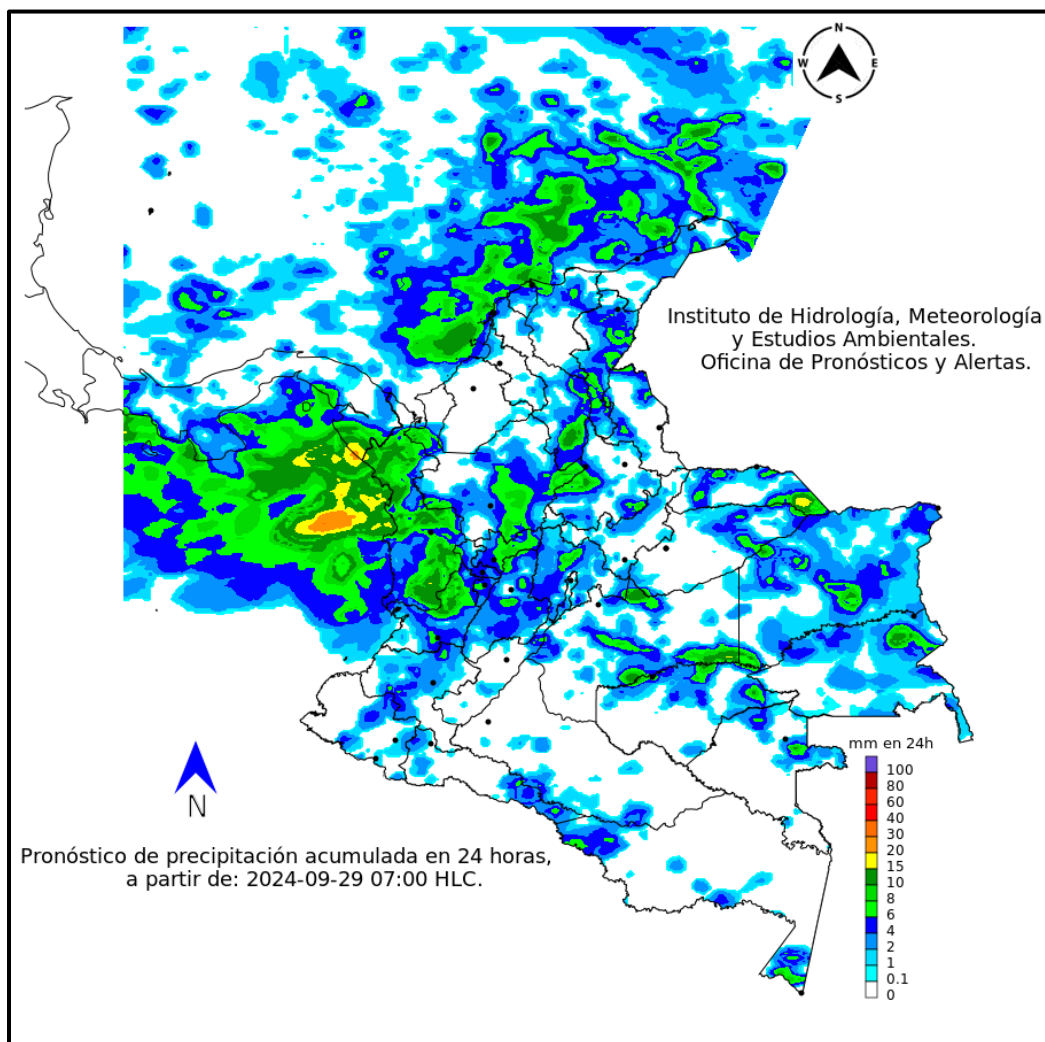 N
W E
S
Instituto de Hidrología, Meteorología
y Estudios Ambientales.
Oficina de Pronósticos y Alertas.
mm en 24h
100
80
60
40
30
20
15
10
8
6
4
2
1
0.1
0
N
Pronóstico de precipitación acumulada en 24 horas,
a partir de: 2024-09-29 07:00 HLC.